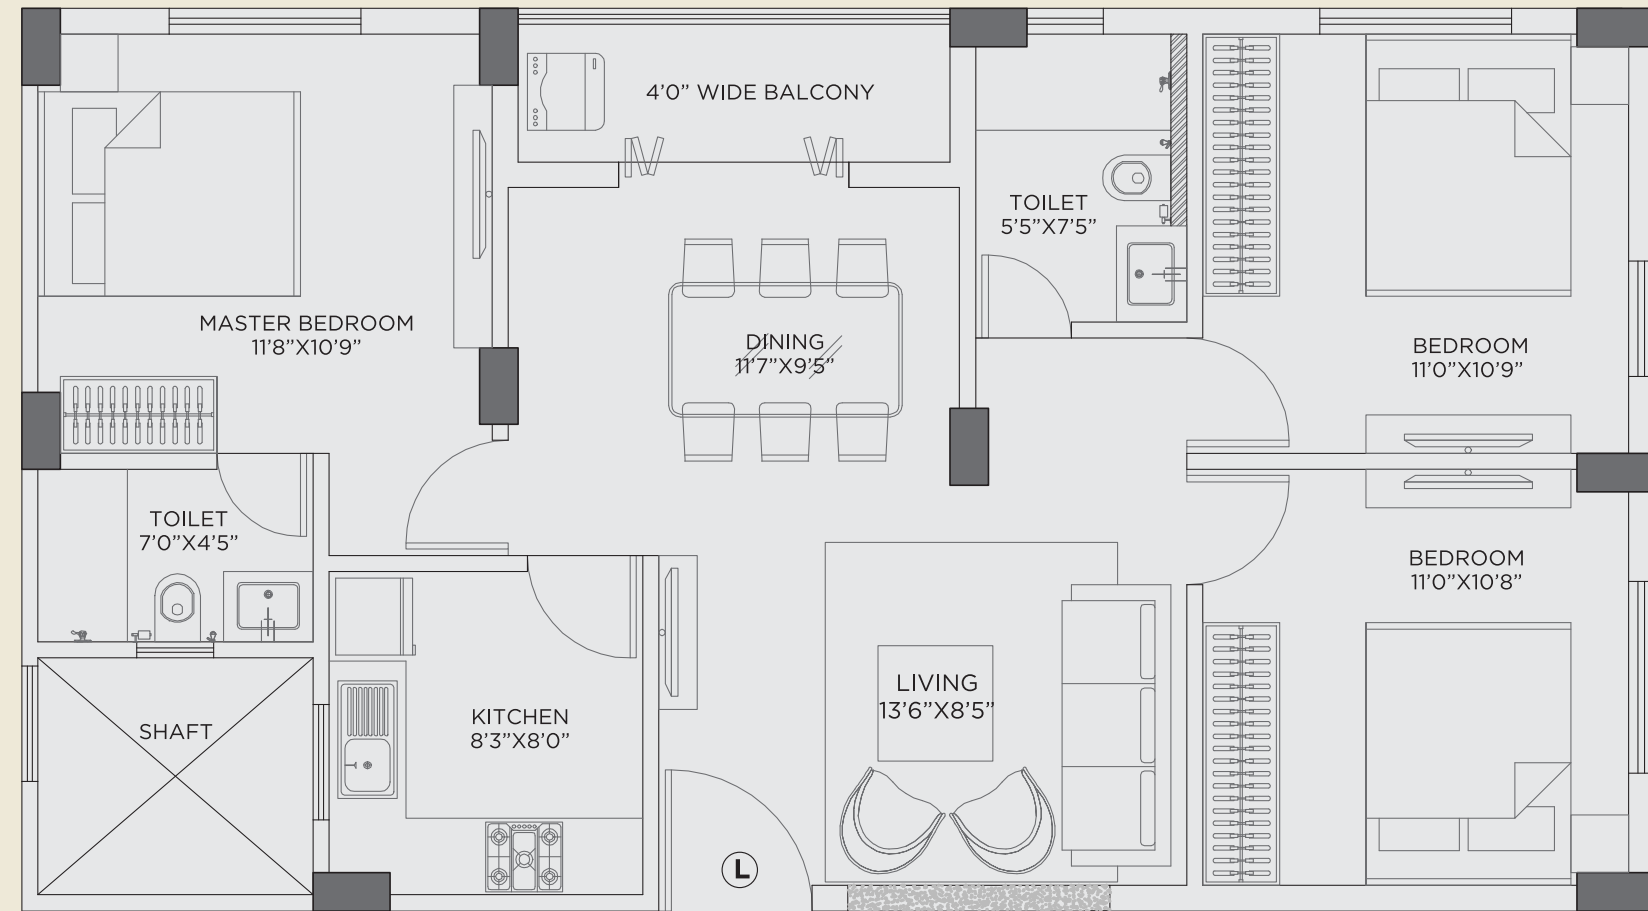 4'0" WIDE BALCONY
TOILET
5'5"X7'5"
MASTER BEDROOM
11'8"X10'9"
DINING
11'7"X9'5"
BEDROOM
11'0"X10'9"
TOILET
7'0"X4'5"
BEDROOM
11'0"X10'8"
LIVING
13'6"X8'5"
SHAFT
KITCHEN
8'3"X8'0"
L